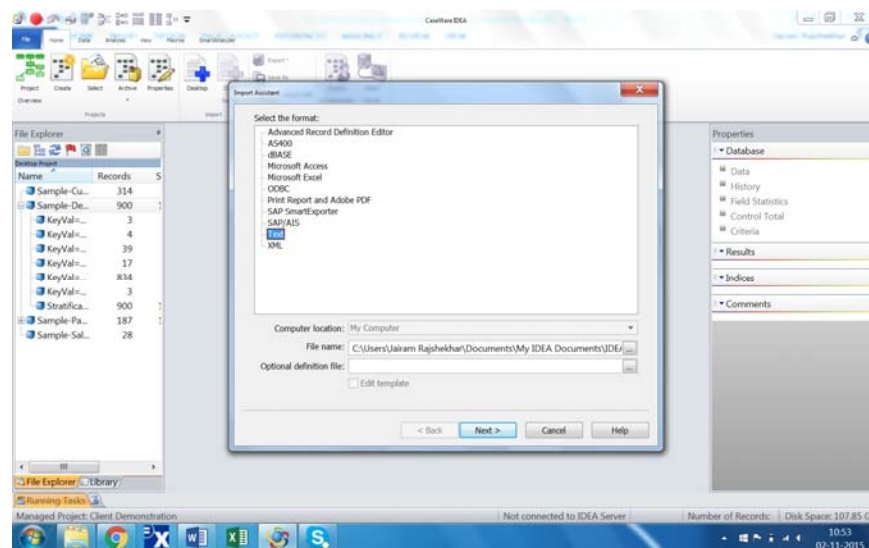 CaseWare IDEA
Home Data Analysis View Macros SmartAnalyzer
Project Overview
Create
Select
Archive
Properties
Desktop
Export
Save As
Projects
Import
Import Assistant
Select the format:
Advanced Record Definition Editor
AS400
dBASE
Microsoft Access
Microsoft Excel
ODBC
Print Report and Adobe PDF
SAP SmartExporter
SAP/AIS
Text
XML
Computer location: My Computer
File name: C:\Users\Jairam Rajshekhar\Documents\My IDEA Documents\IDE
Optional definition file:
Edit template
< Back Next > Cancel Help
File Explorer
Desktop Project
Name Records S
Sample-Cu... 314
Sample-De... 900
KeyVal=... 3
KeyVal=... 4
KeyVal=... 39
KeyVal=... 17
KeyVal=... 834
KeyVal=... 3
Stratifica... 900
Sample-Pa... 187
Sample-Sal... 28
File Explorer Library
Running Tasks
Properties
Database
Data
History
Field Statistics
Control Total
Criteria
Results
Indices
Comments
Managed Project: Client Demonstration Not connected to IDEA Server Number of Records: Disk Space: 107.85 G
10:53
02-11-2015